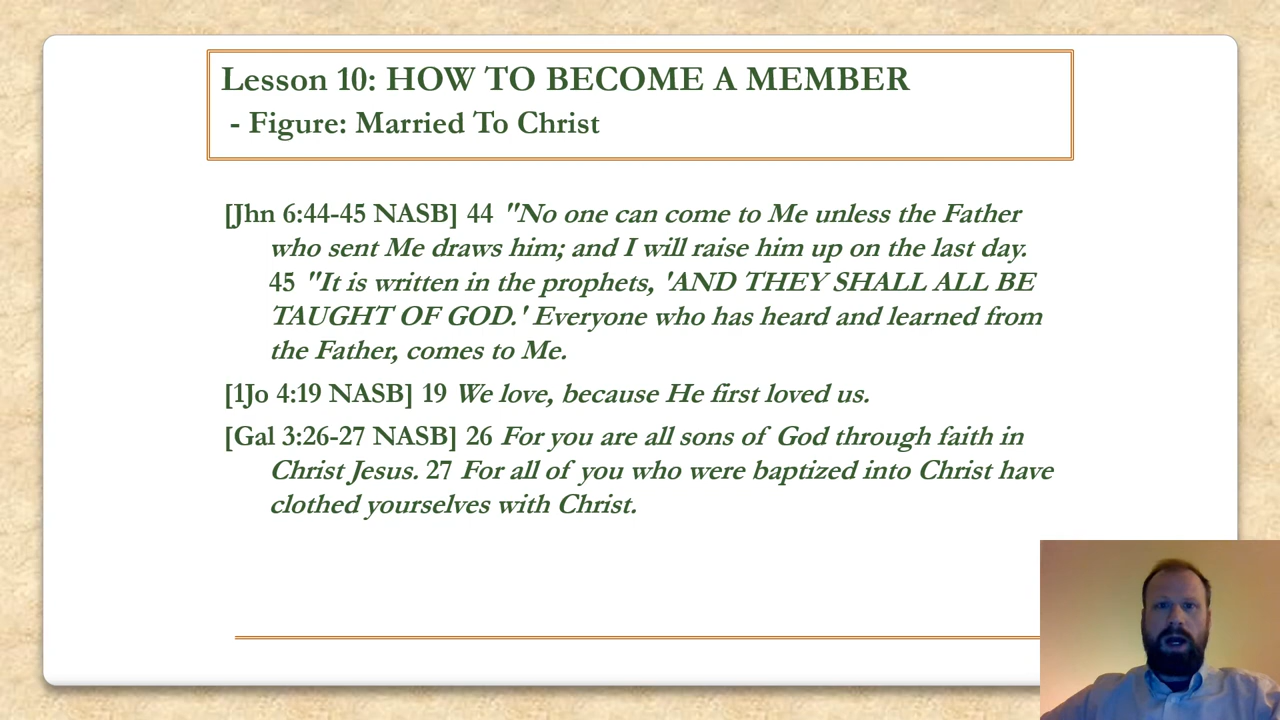 Lesson 10: HOW TO BECOME A MEMBER
- Figure: Married To Christ
[Jhn 6:44-45 NASB] 44 "No one can come to Me unless the Father
who sent Me draws him; and I will raise him up on the last day.
45 "It is written in the prophets, 'AND THEY SHALL ALL BE
TAUGHT OF GOD.' Everyone who has heard and learned from
the Father, comes to Me.
[1Jo 4:19 NASB] 19 We love, because He first loved us.
[Gal 3:26-27 NASB] 26 For you are all sons of God through faith in
Christ Jesus. 27 For all of you who were baptized into Christ have
clothed yourselves with Christ.